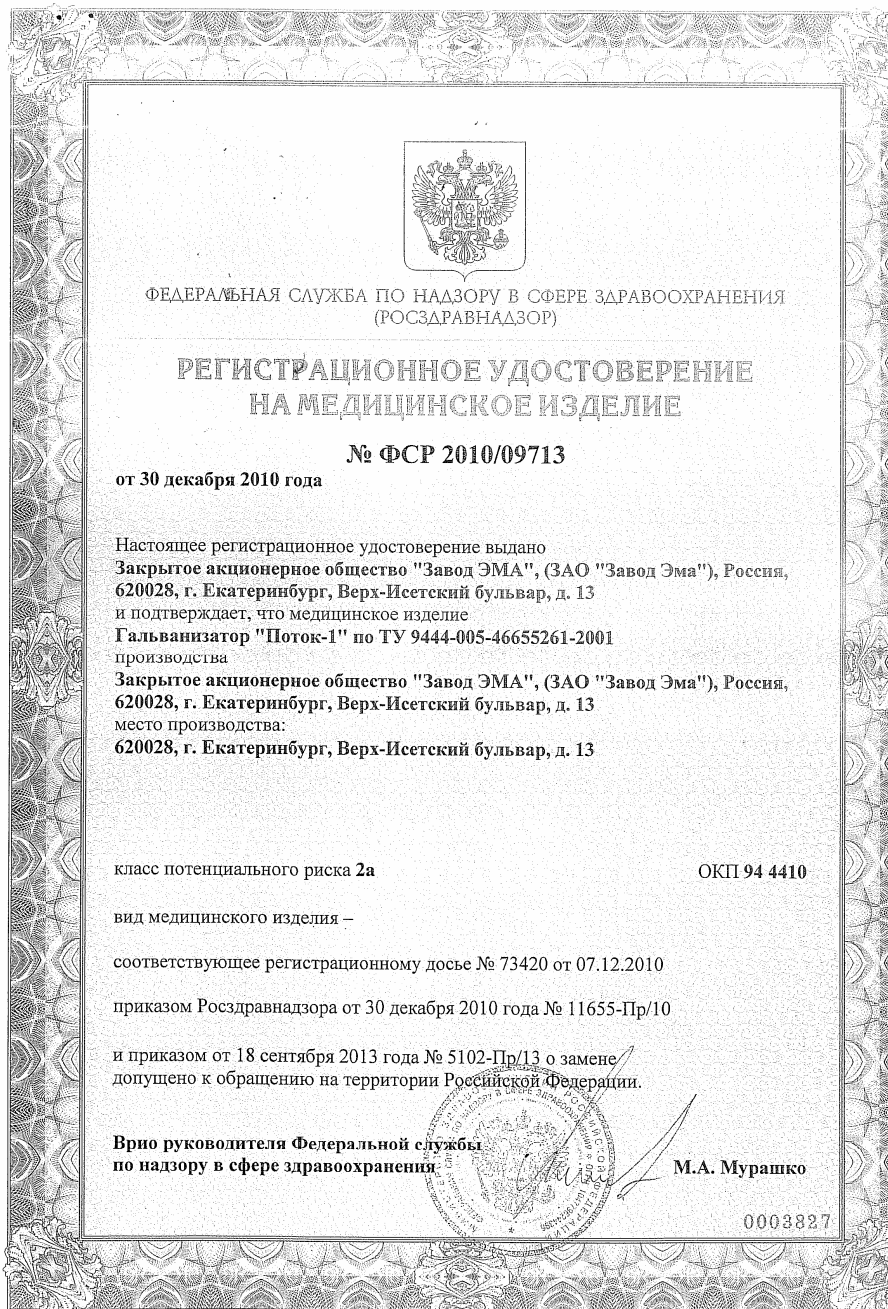 ФЕДЕРАЛЬНАЯ СЛУЖБА ПО НАДЗОРУ В СФЕРЕ ЗДРАВООХРАНЕНИЯ
(РОСЗДРАВНАДЗОР)
РЕГИСТРАЦИОННОЕ УДОСТОВЕРЕНИЕ
НА МЕДИЦИНСКОЕ ИЗДЕЛИЕ
№ ФСР 2010/09713
от 30 декабря 2010 года
Настоящее регистрационное удостоверение выдано
Закрытое акционерное общество "Завод ЭМА", (ЗАО "Завод Эма"), Россия,
620028, г. Екатеринбург, Верх-Исетский бульвар, д. 13
и подтверждает, что медицинское изделие
Гальванизатор "Поток-1" по ТУ 9444-005-46655261-2001
производства
Закрытое акционерное общество "Завод ЭМА", (ЗАО "Завод Эма"), Россия,
620028, г. Екатеринбург, Верх-Исетский бульвар, д. 13
место производства:
620028, г. Екатеринбург, Верх-Исетский бульвар, д. 13
класс потенциального риска 2а ОКП 94 4410
вид медицинского изделия –
соответствующее регистрационному досье № 73420 от 07.12.2010
приказом Росздравнадзора от 30 декабря 2010 года № 11655-Пр/10
и приказом от 18 сентября 2013 года № 5102-Пр/13 о замене
допущено к обращению на территории Российской Федерации.
Врио руководителя Федеральной службы
по надзору в сфере здравоохранения М.А. Мурашко
0003827